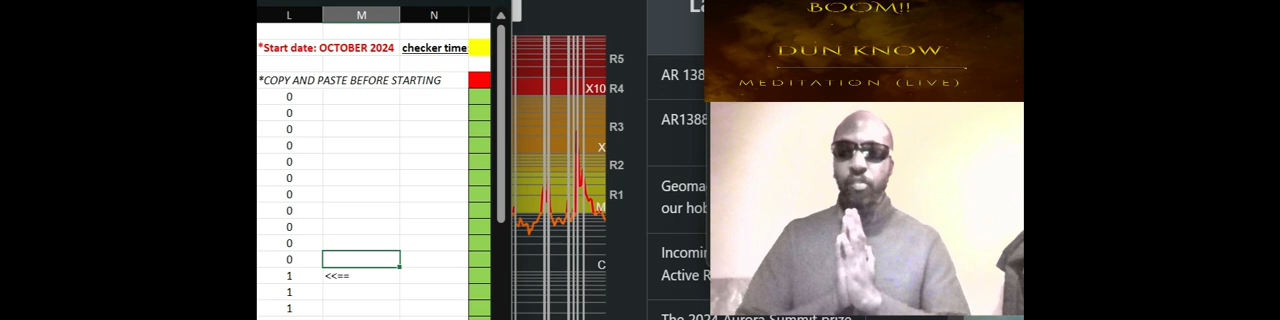 L M N
*Start date: OCTOBER 2024 checker time:
*COPY AND PASTE BEFORE STARTING
0
0
0
0
0
0
0
0
0
0
0
1 <<==
1
1
R5
X10 R4
R3
X
R2
R1
M
C
AR 138
AR1388
Geoma
our hob
Incomin
Active R
The 2024 Aurora Summit prize
BOOM!!
DUN KNOW
MEDITATION (LIVE)